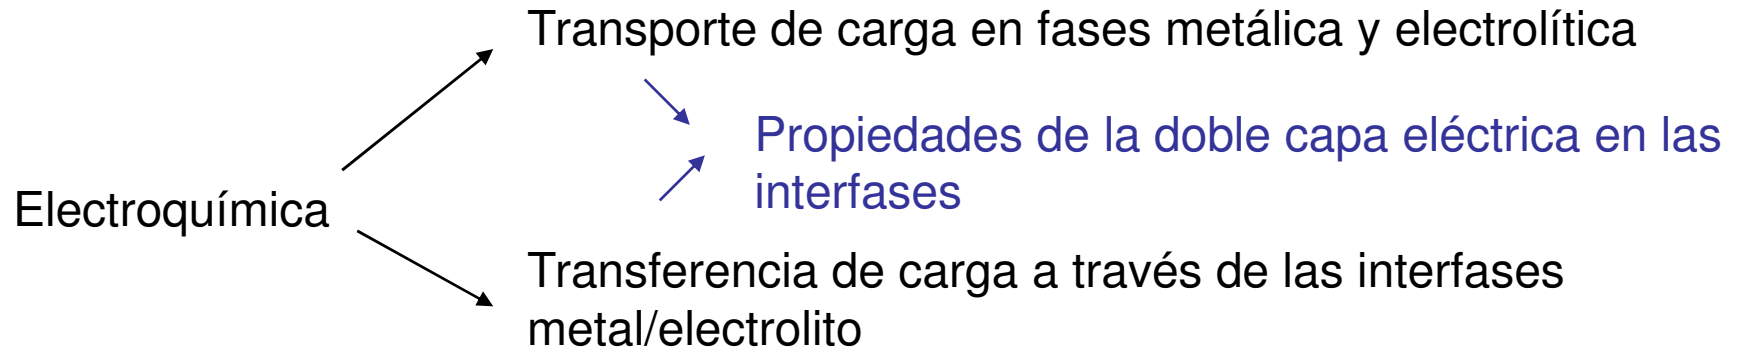 Transporte de carga en fases metálica y electrolítica
Propiedades de la doble capa eléctrica en las
interfases
Electroquímica
Transferencia de carga a través de las interfases
metal/electrolito